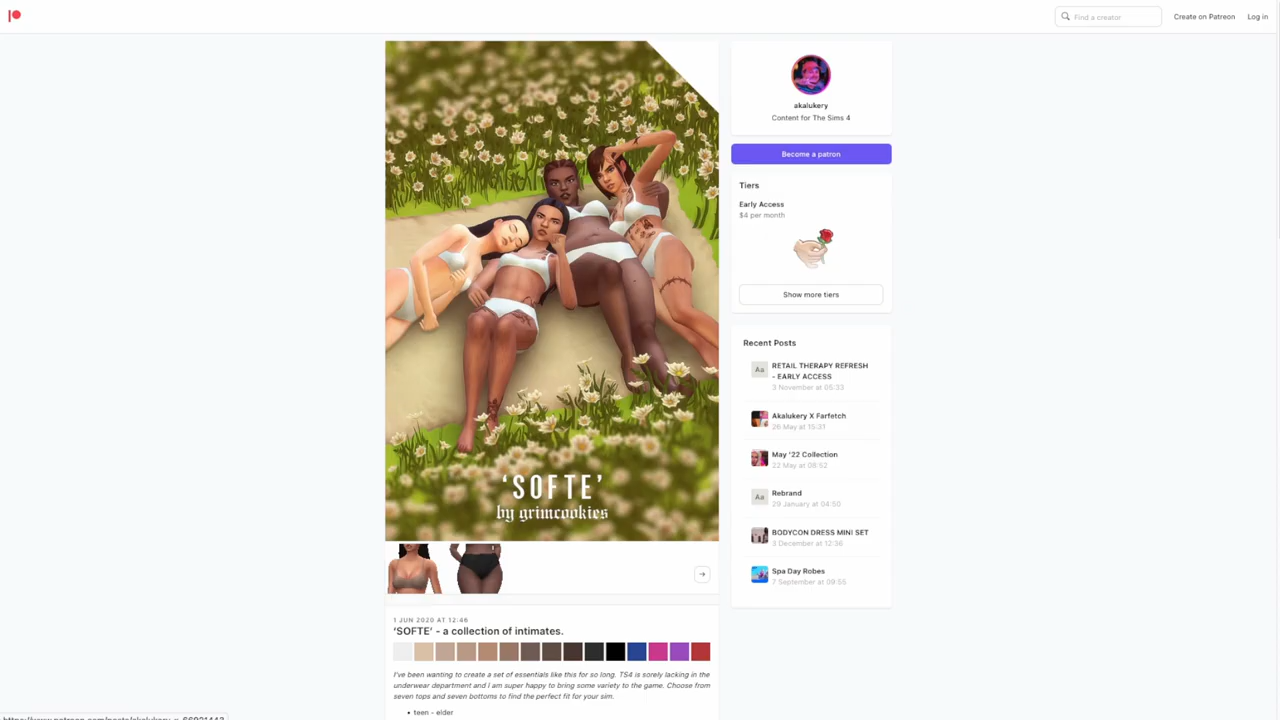 Find a creator
Create on Patreon
Log in
akalukery
Content for The Sims 4
Become a patron
Tiers
Early Access
$4 per month
Show more tiers
Recent Posts
Aa
RETAIL THERAPY REFRESH
- EARLY ACCESS
3 November at 05:33
Akalukery X Farfetch
26 May at 15:31
May '22 Collection
22 May at 08:52
Aa
Rebrand
29 January at 04:50
BODYCON DRESS MINI SET
3 December at 12:36
Spa Day Robes
7 September at 09:55
'SOFTE'
by grimcookies
1 JUN 2020 AT 12:46
'SOFTE' - a collection of intimates.
I've been wanting to create a set of essentials like this for so long. TS4 is sorely lacking in the
underwear department and I am super happy to bring some variety to the game. Choose from
seven tops and seven bottoms to find the perfect fit for your sim.
• teen - elder